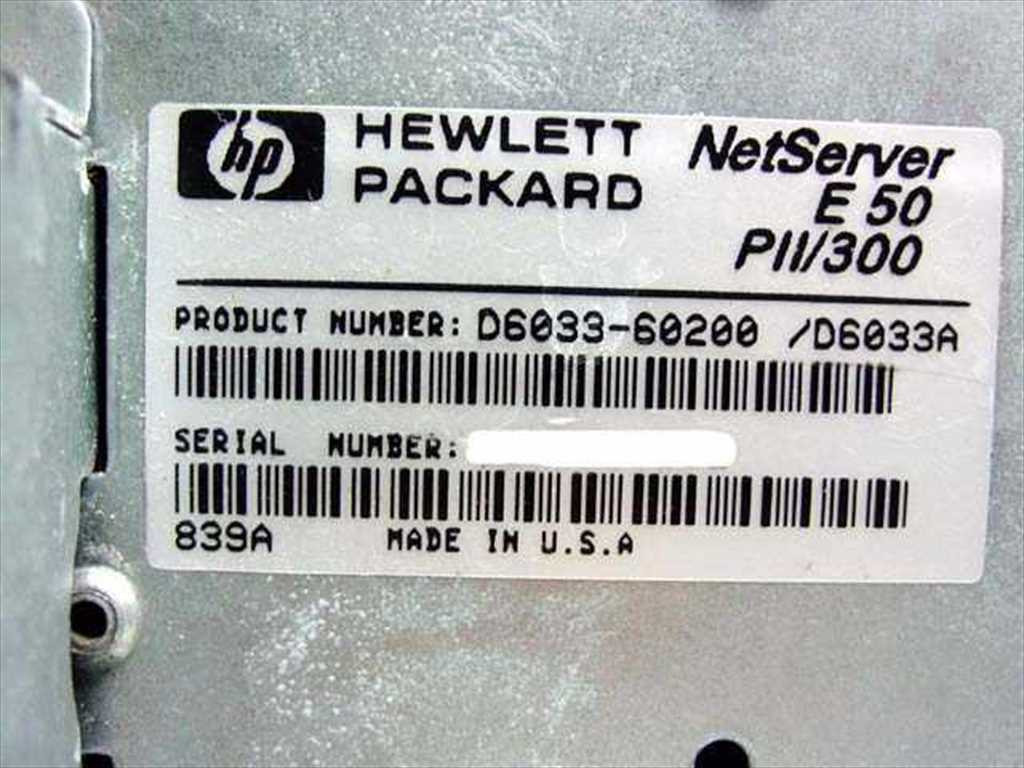 hp HEWLETT PACKARD
NetServer
E 50
PII/300
PRODUCT NUMBER: D6033-60200 /D6033A
SERIAL NUMBER:
839A MADE IN U.S.A